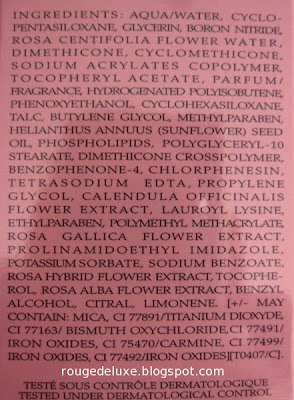 INGREDIENTS: AQUA/WATER, CYCLO-
PENTASILOXANE, GLYCERIN, BORON NITRIDE,
ROSA CENTIFOLIA FLOWER WATER,
DIMETHICONE, CYCLOMETHICONE,
SODIUM ACRYLATES COPOLYMER,
TOCOPHERYL ACETATE, PARFUM/
FRAGRANCE, HYDROGENATED POLYISOBUTENE,
PHENOXYETHANOL, CYCLOHEXASILOXANE,
TALC, BUTYLENE GLYCOL, METHYLPARABEN,
HELIANTHUS ANNUUS (SUNFLOWER) SEED
OIL, PHOSPHOLIPIDS, POLYGLYCERYL-10
STEARATE, DIMETHICONE CROSSPOLYMER,
BENZOPHENONE-4, CHLORPHENESIN,
TETRASODIUM EDTA, PROPYLENE
GLYCOL, CALENDULA OFFICINALIS
FLOWER EXTRACT, LAUROYL LYSINE,
ETHYLPARABEN, POLYMETHYL METHACRYLATE,
ROSA GALLICA FLOWER EXTRACT,
PROLINAMIDOETHYL IMIDAZOLE,
POTASSIUM SORBATE, SODIUM BENZOATE,
ROSA HYBRID FLOWER EXTRACT, TOCOPHE-
ROL, ROSA ALBA FLOWER EXTRACT, BENZYL
ALCOHOL, CITRAL, LIMONENE. [+/- MAY
CONTAIN: MICA, CI 77891/TITANIUM DIOXYDE,
CI 77163/ BISMUTH OXYCHLORIDE,CI 77491/
IRON OXIDES, CI 75470/CARMINE, CI 77499/
IRON OXIDES, CI 77492/IRON OXIDES][T0407/C].
TESTÉ SOUS CONTRÔLE DERMATOLOGIQUE
TESTED UNDER DERMATOLOGICAL CONTROL
rougedeluxe.blogspot.com